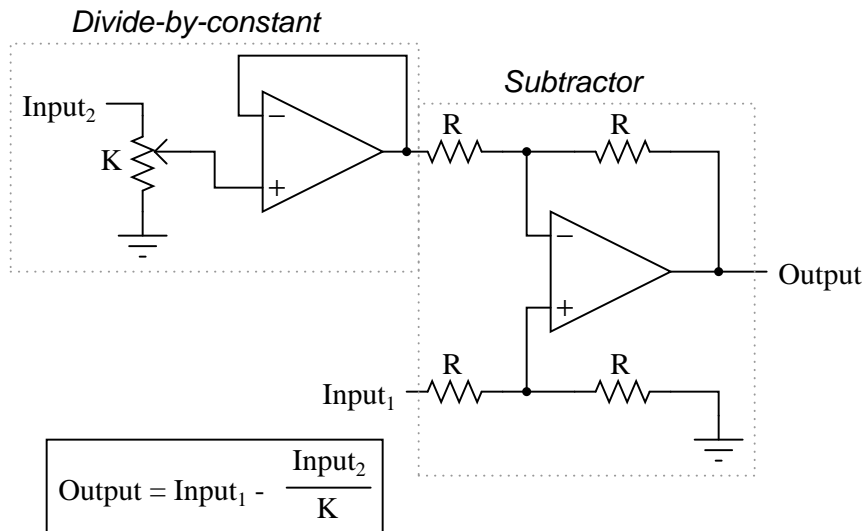 Divide-by-constant
Subtractor
Input₂
K
−
+
R
R
−
+
Output
R
R
Input₁
Output = Input₁ - Input₂
K